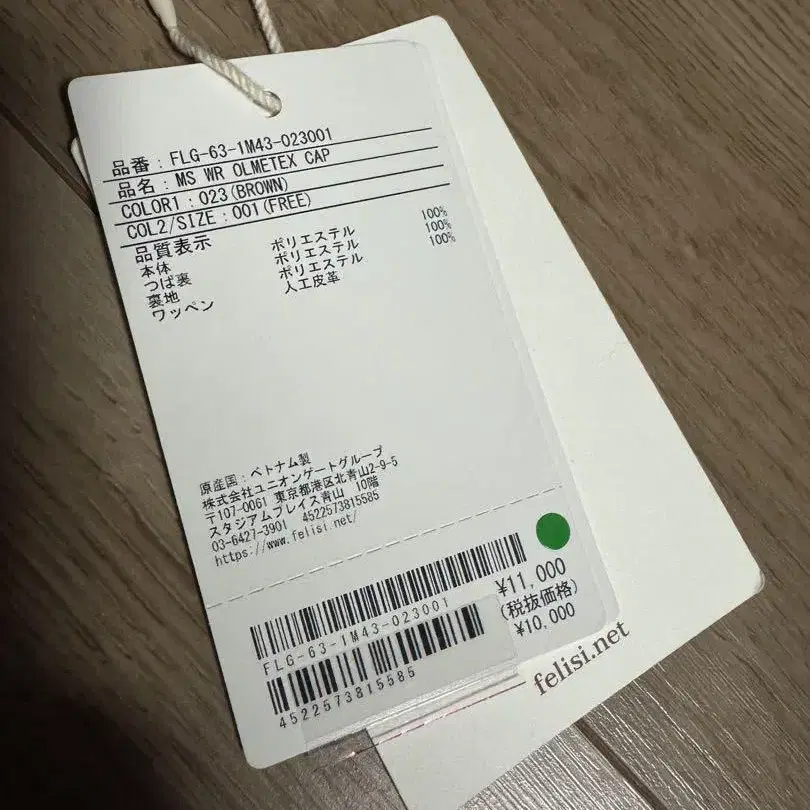 品番 : FLG-63-1M43-023001
品名 : MS WR OLMETEX CAP
COLOR1 : 023(BROWN)
COL2/SIZE : 001(FREE)
品質表示
本体 ポリエステル 100%
つば裏 ポリエステル 100%
裏地 ポリエステル 100%
ワッペン 人工皮革
原産国 : ベトナム製
株式会社ユニオンゲートグループ
〒107-0061 東京都港区北青山2-9-5
スタジアムプレイス青山 10階
03-6427-3901 4522573815585
https://www.felisi.net/
¥11,000
(税抜価格)
¥10,000
FLG-63-1M43-023001
4522573815585
felisi.net